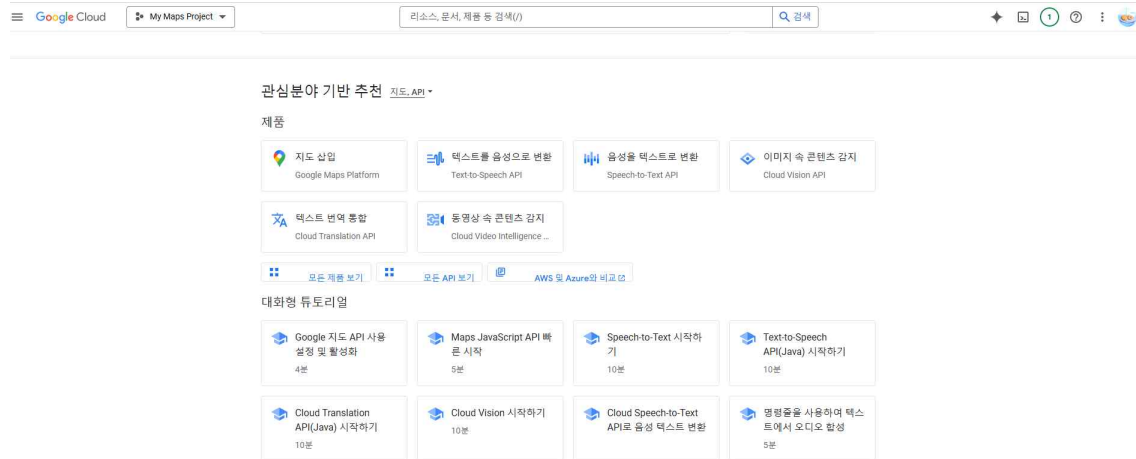 Google Cloud
My Maps Project
리소스, 문서, 제품 등 검색(/)
검색
1
관심분야 기반 추천 지도, API
제품
지도 삽입
Google Maps Platform
텍스트를 음성으로 변환
Text-to-Speech API
음성을 텍스트로 변환
Speech-to-Text API
이미지 속 콘텐츠 감지
Cloud Vision API
텍스트 번역 통합
Cloud Translation API
동영상 속 콘텐츠 감지
Cloud Video Intelligence ...
모든 제품 보기
모든 API 보기
AWS 및 Azure와 비교
대화형 튜토리얼
Google 지도 API 사용
설정 및 활성화
4분
Maps JavaScript API 빠
른 시작
5분
Speech-to-Text 시작하
기
10분
Text-to-Speech
API(Java) 시작하기
10분
Cloud Translation
API(Java) 시작하기
10분
Cloud Vision 시작하기
10분
Cloud Speech-to-Text
API로 음성 텍스트 변환
명령줄을 사용하여 텍스
트에서 오디오 합성
5분